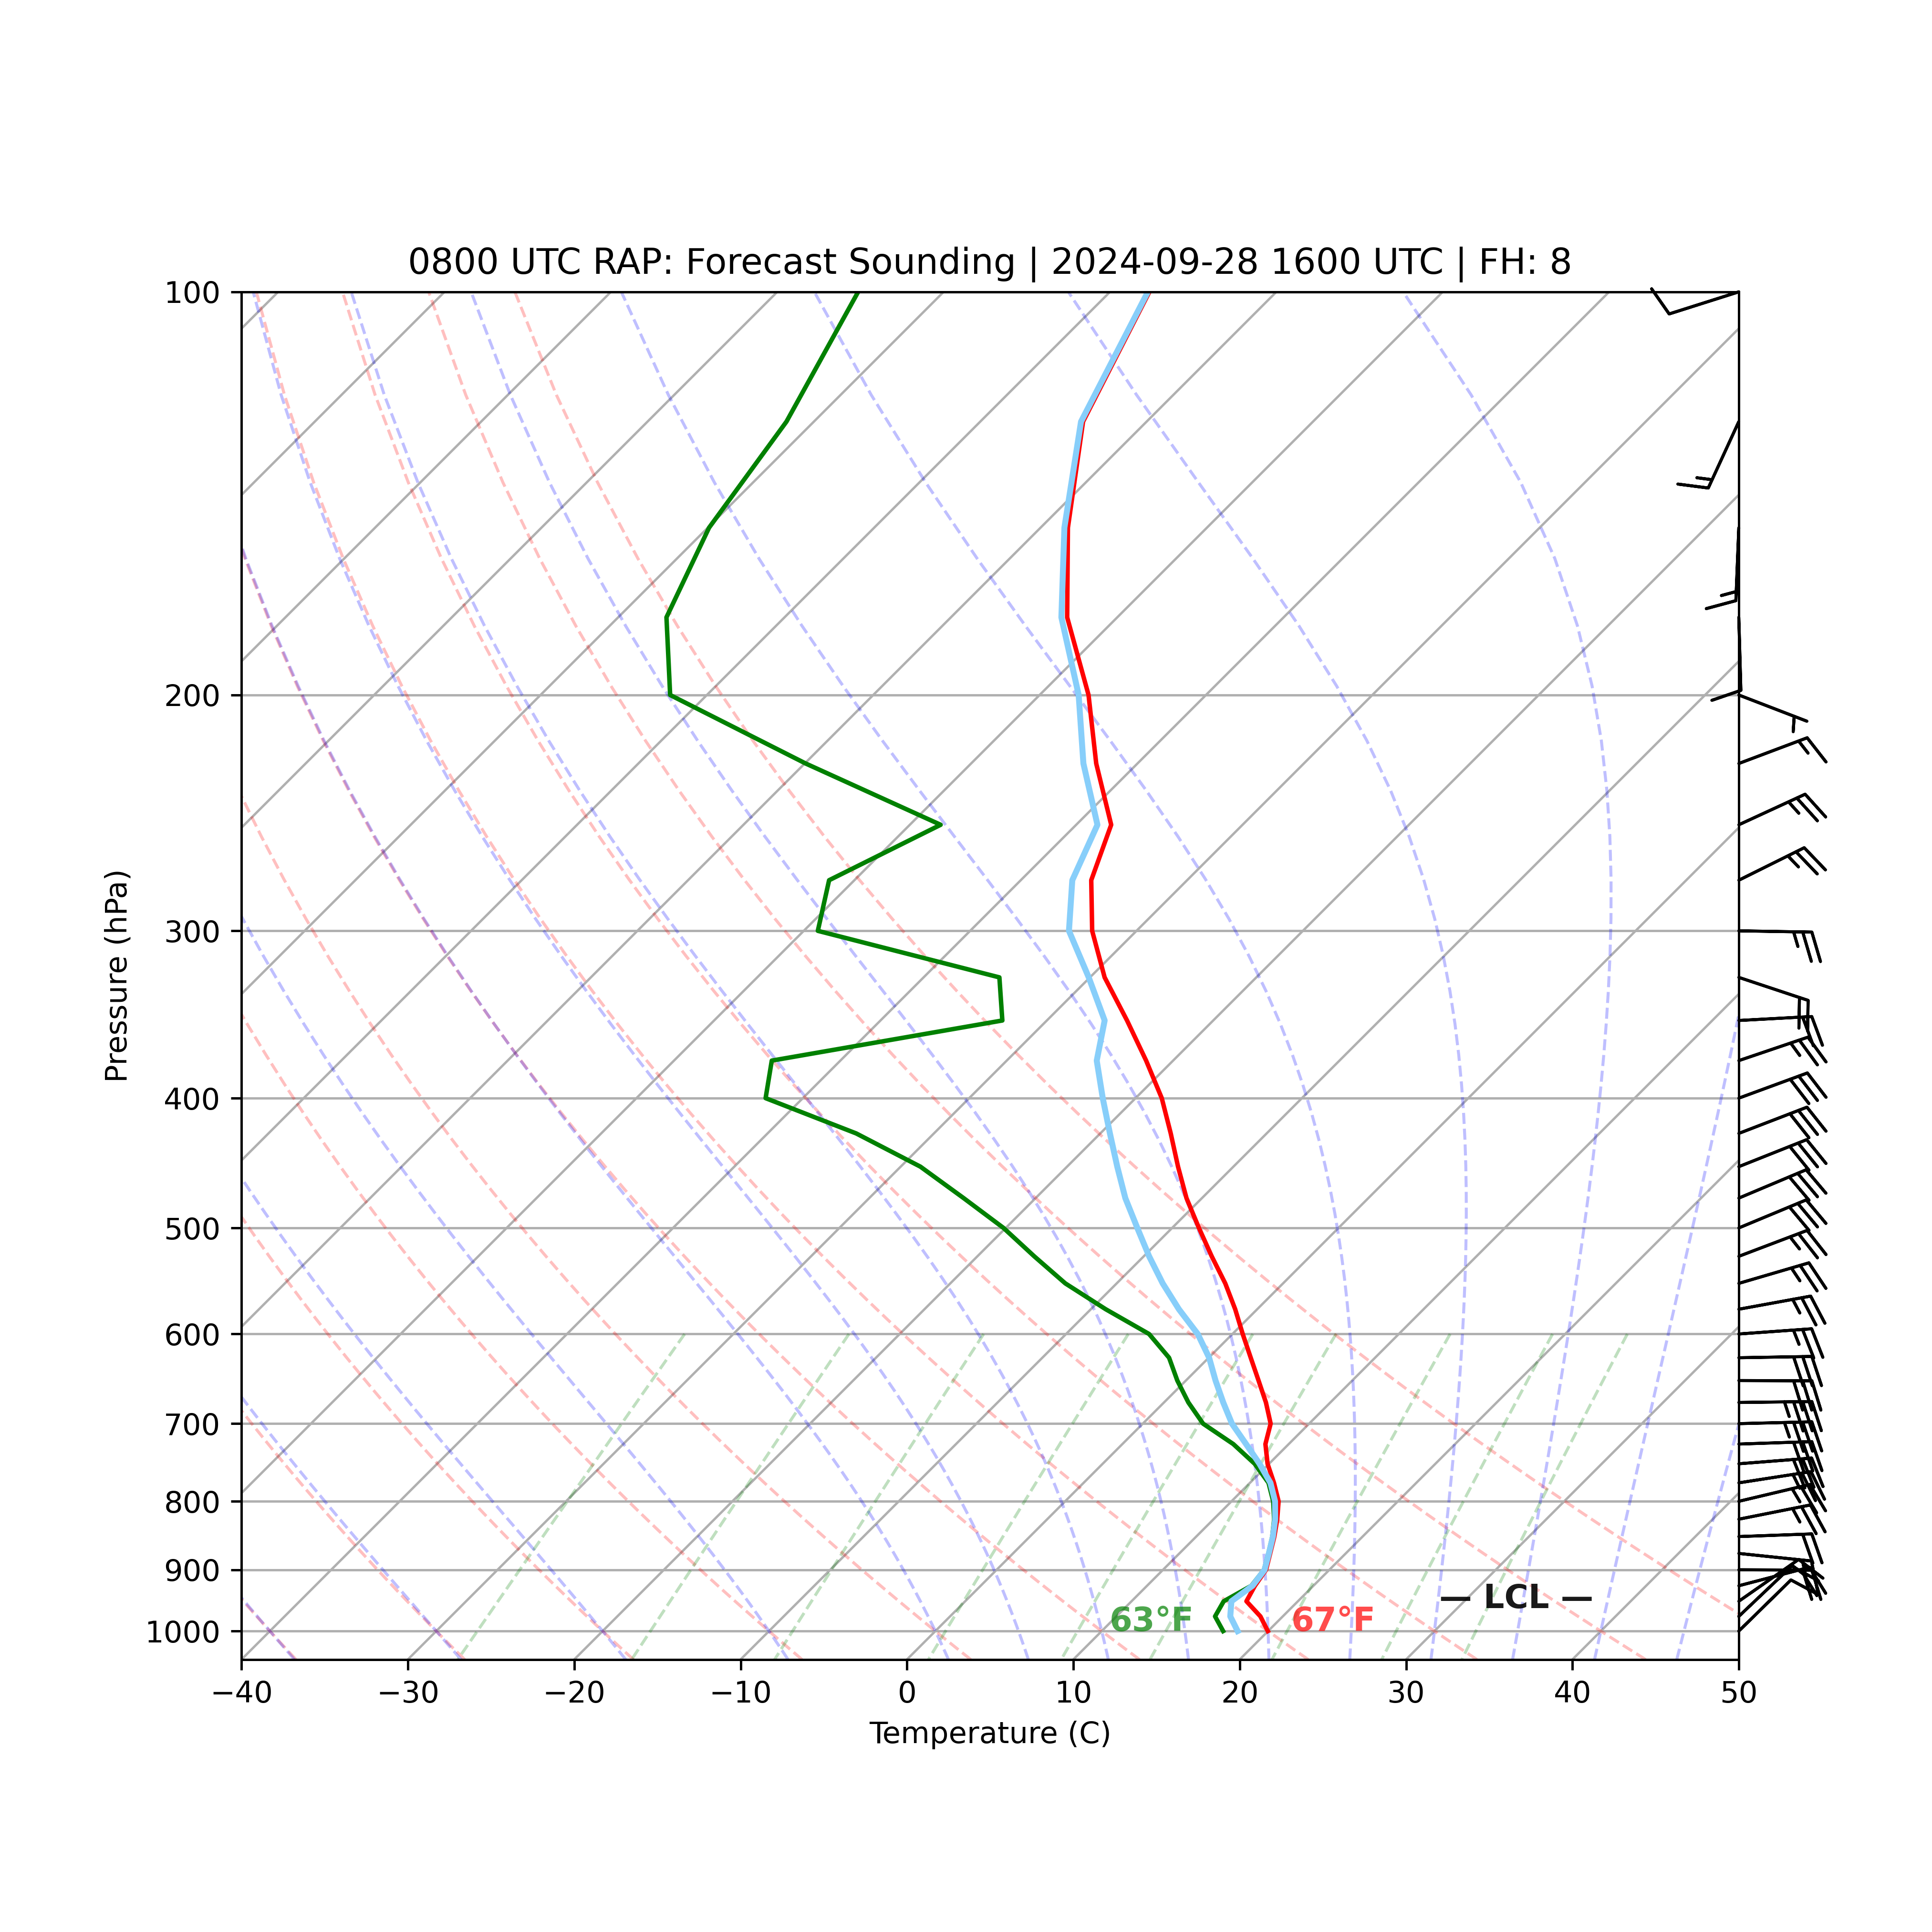 0800 UTC RAP: Forecast Sounding | 2024-09-28 1600 UTC | FH: 8
100
200
300
400
500
600
700
800
900
1000
Pressure (hPa)
— LCL —
63°F
67°F
−40 −30 −20 −10 0 10 20 30 40 50
Temperature (C)